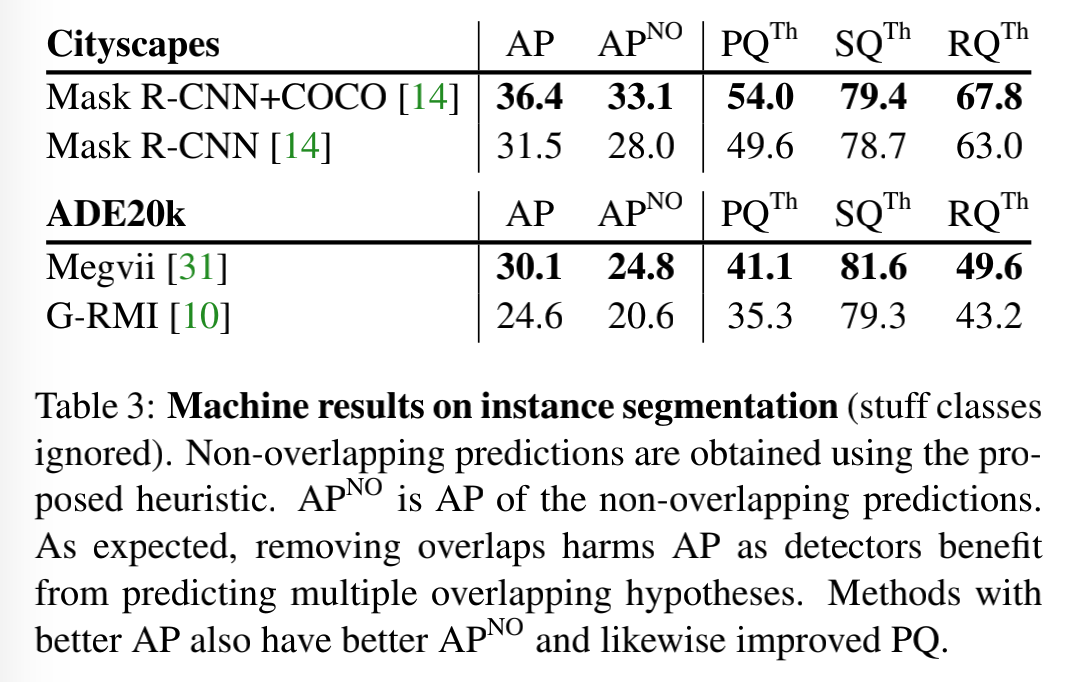 Cityscapes AP AP^NO PQ^Th SQ^Th RQ^Th
Mask R-CNN+COCO [14] 36.4 33.1 54.0 79.4 67.8
Mask R-CNN [14] 31.5 28.0 49.6 78.7 63.0
ADE20k AP AP^NO PQ^Th SQ^Th RQ^Th
Megvii [31] 30.1 24.8 41.1 81.6 49.6
G-RMI [10] 24.6 20.6 35.3 79.3 43.2
Table 3: Machine results on instance segmentation (stuff classes
ignored). Non-overlapping predictions are obtained using the pro-
posed heuristic. AP^NO is AP of the non-overlapping predictions.
As expected, removing overlaps harms AP as detectors benefit
from predicting multiple overlapping hypotheses. Methods with
better AP also have better AP^NO and likewise improved PQ.